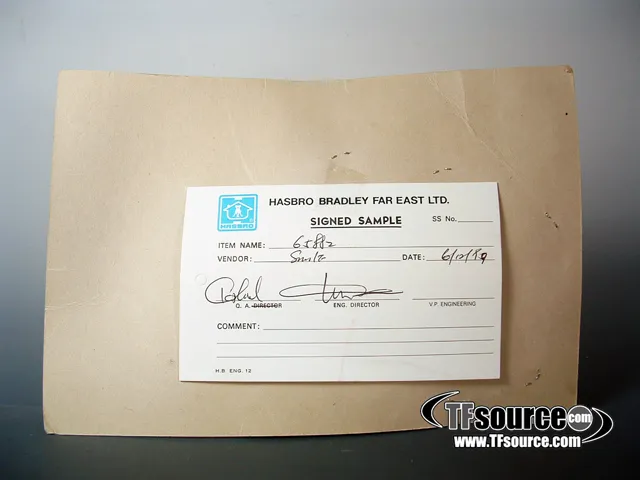 HASBRO
HASBRO BRADLEY FAR EAST LTD.
SIGNED SAMPLE
SS No.
ITEM NAME: 65882
VENDOR:
DATE: 6/12/89
Q. A. DIRECTOR
ENG. DIRECTOR
V.P. ENGINEERING
COMMENT:
H.B. ENG. 12
TFsource.com
www.TFsource.com